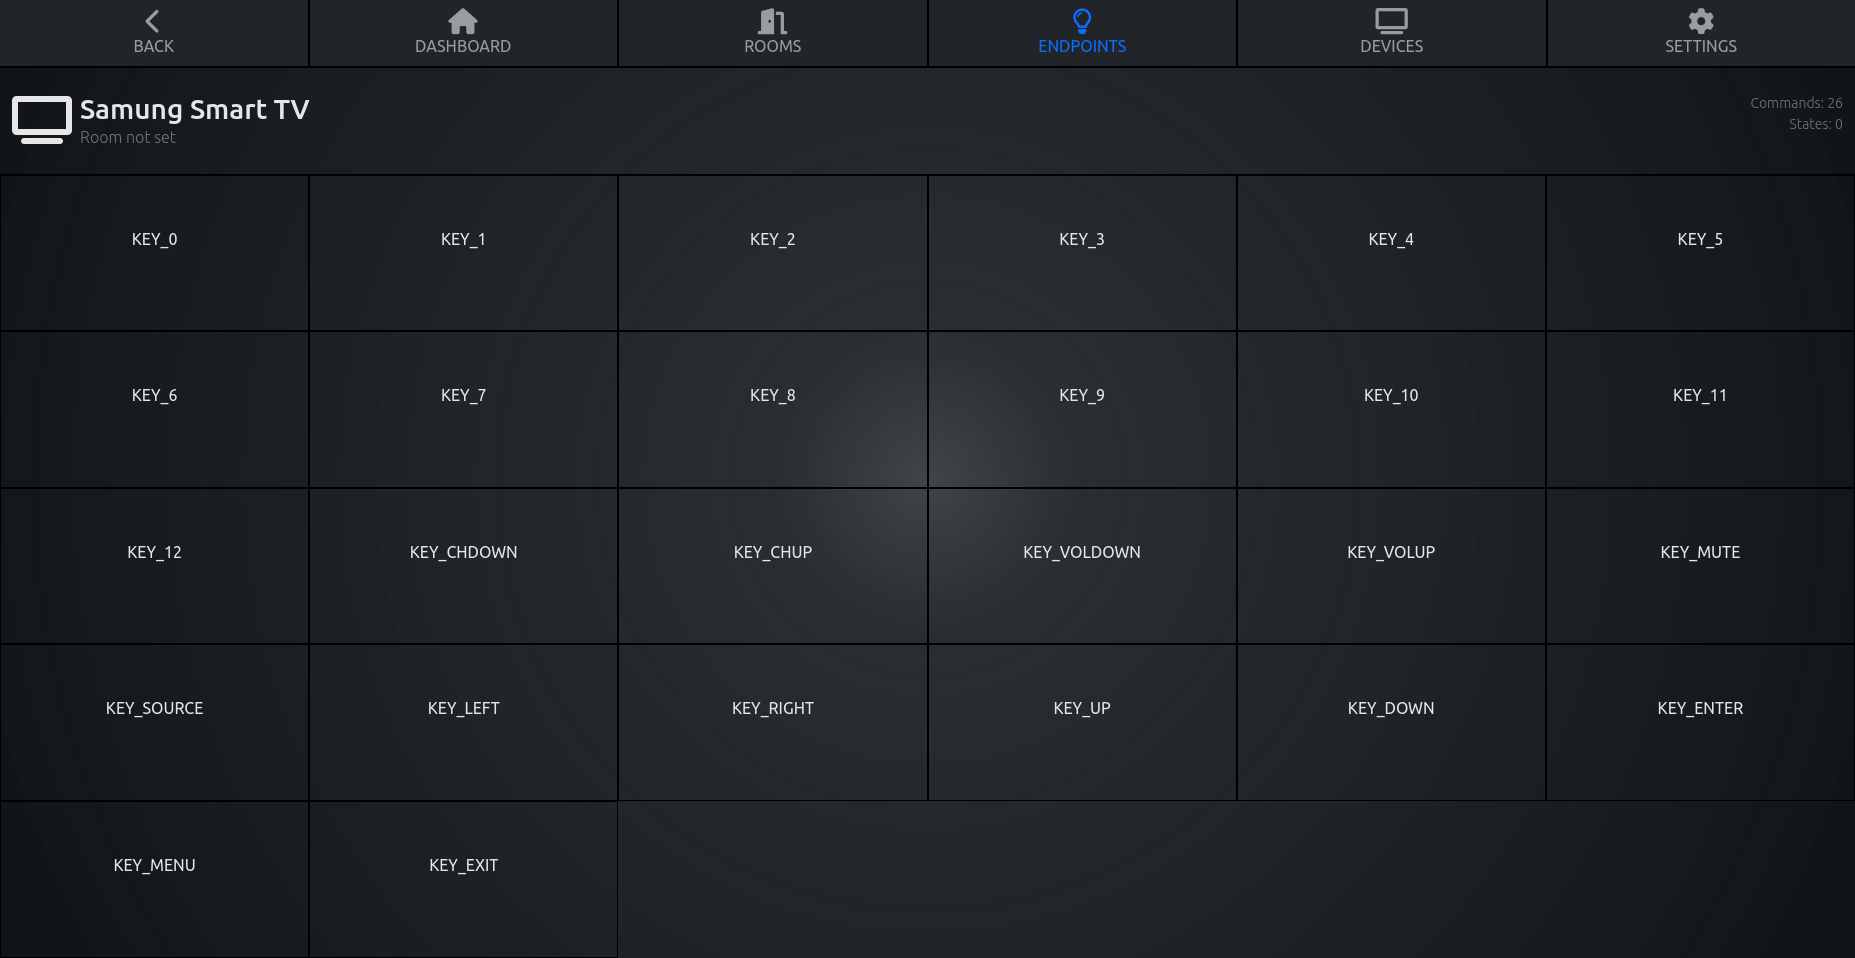 BACK
DASHBOARD
ROOMS
ENDPOINTS
DEVICES
SETTINGS
Samung Smart TV
Room not set
Commands: 26
States: 0
KEY_0
KEY_1
KEY_2
KEY_3
KEY_4
KEY_5
KEY_6
KEY_7
KEY_8
KEY_9
KEY_10
KEY_11
KEY_12
KEY_CHDOWN
KEY_CHUP
KEY_VOLDOWN
KEY_VOLUP
KEY_MUTE
KEY_SOURCE
KEY_LEFT
KEY_RIGHT
KEY_UP
KEY_DOWN
KEY_ENTER
KEY_MENU
KEY_EXIT